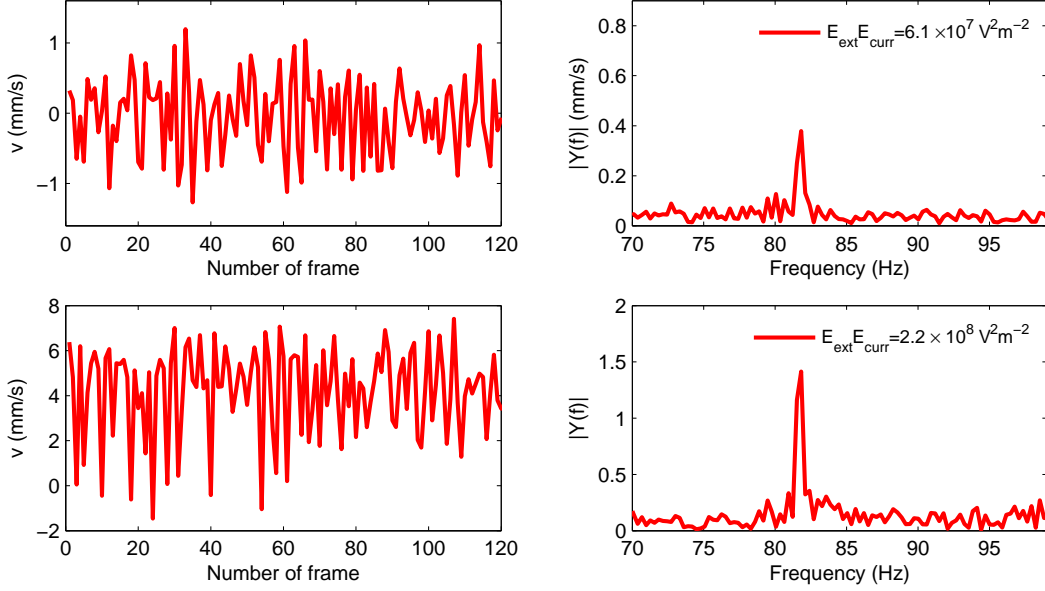 1
0
−1
v (mm/s)
0 20 40 60 80 100 120
Number of frame
0.8
0.6
0.4
0.2
0
|Y(f)| (mm/s)
E_ext E_curr=6.1 ×10^7 V^2m^−2
70 75 80 85 90 95
Frequency (Hz)
8
6
4
2
0
−2
v (mm/s)
0 20 40 60 80 100 120
Number of frame
2
1.5
1
0.5
0
|Y(f)|
E_ext E_curr=2.2 × 10^8 V^2m^−2
70 75 80 85 90 95
Frequency (Hz)